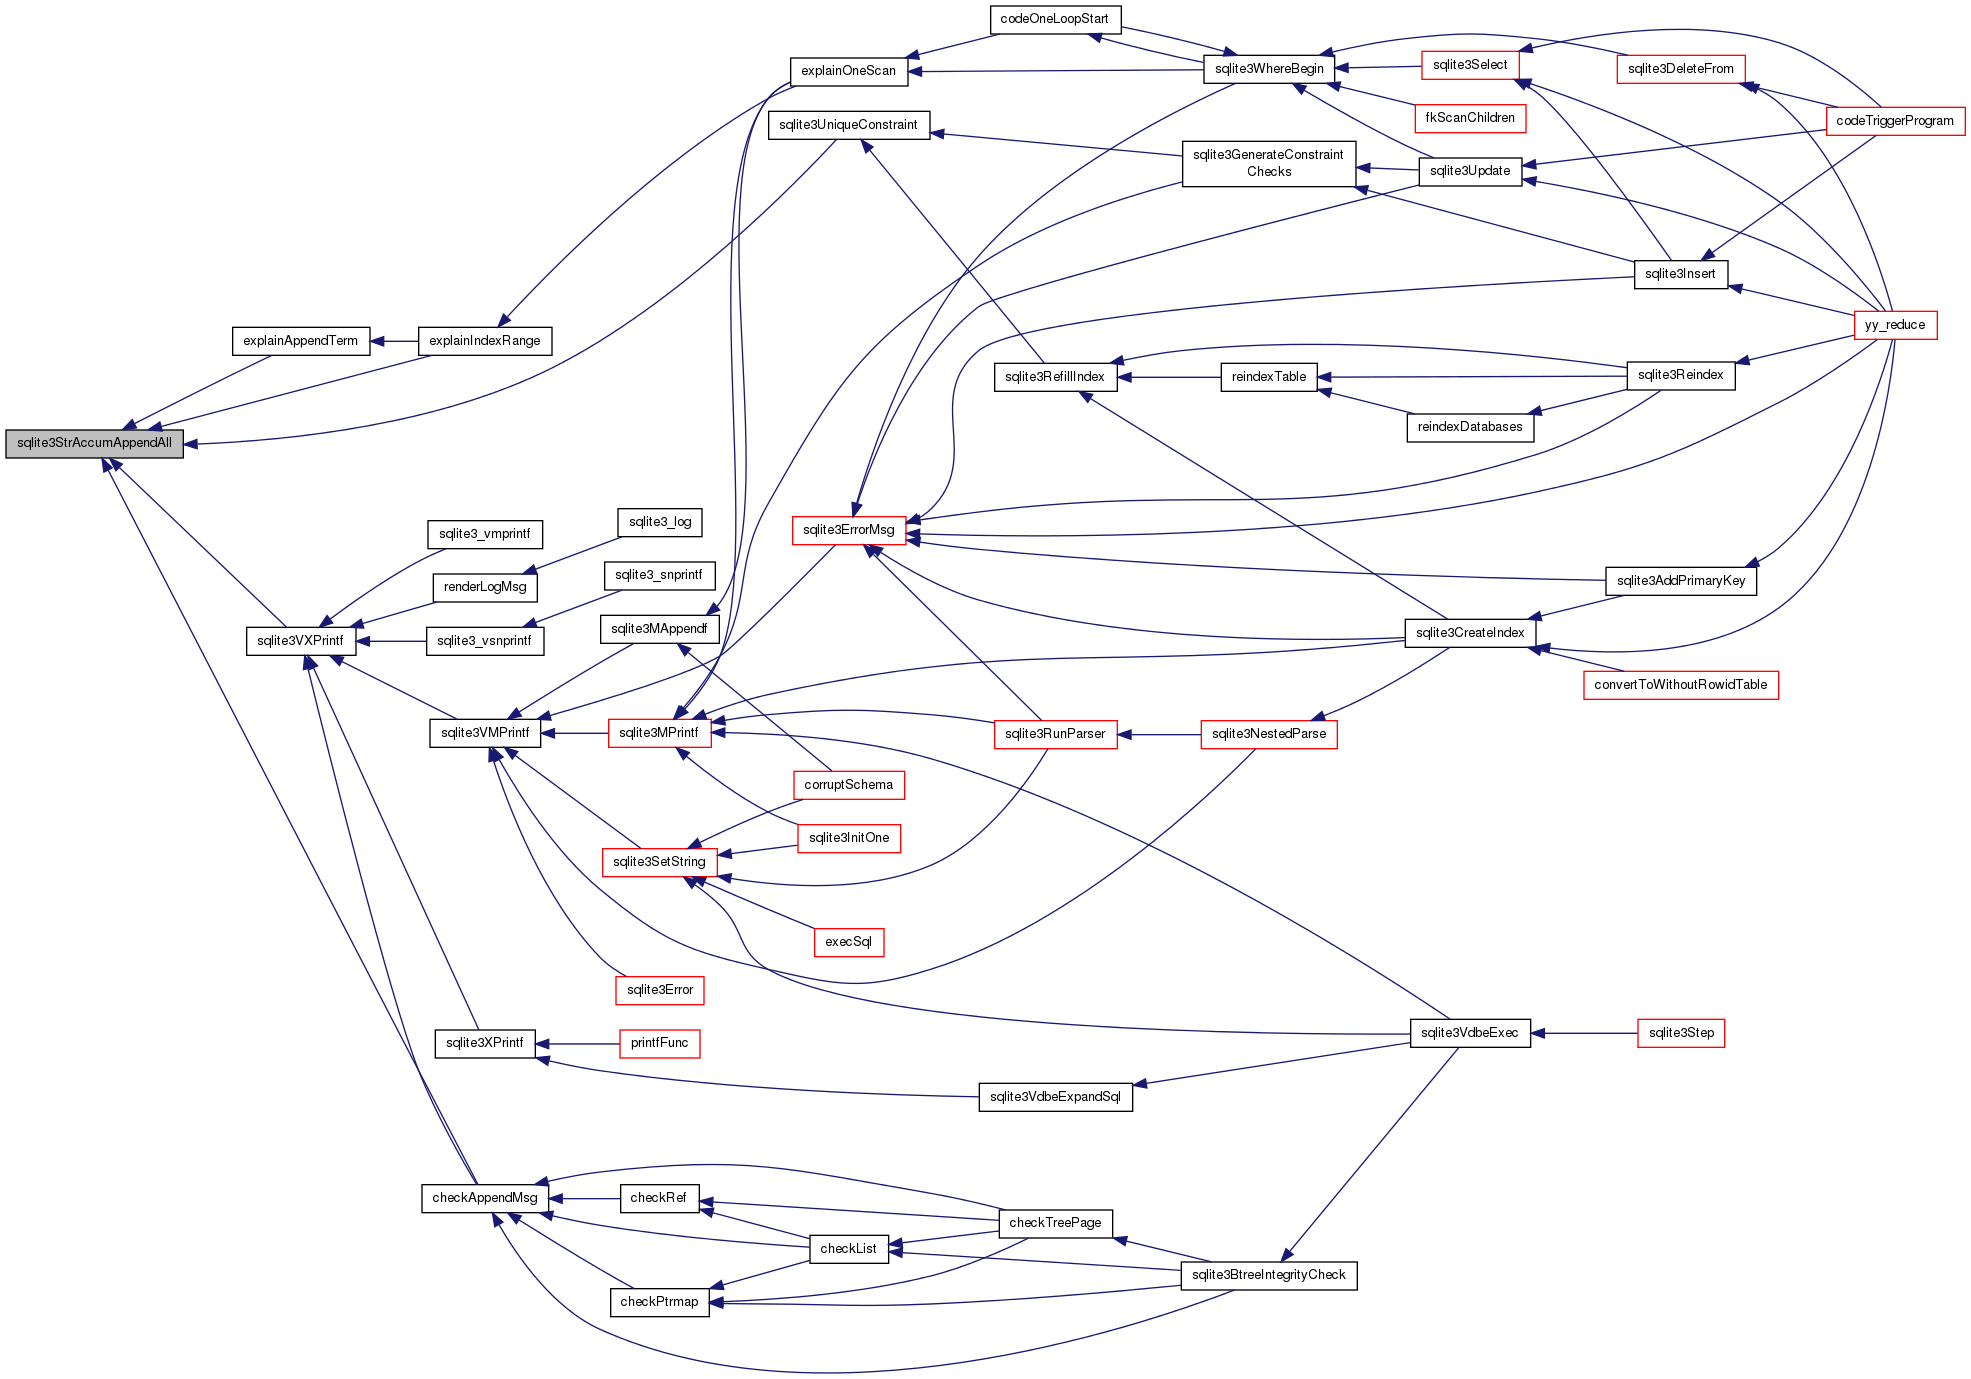 codeOneLoopStart
explainOneScan
sqlite3WhereBegin
sqlite3Select
sqlite3DeleteFrom
fkScanChildren
codeTriggerProgram
sqlite3UniqueConstraint
sqlite3GenerateConstraint
Checks
sqlite3Update
sqlite3Insert
yy_reduce
explainAppendTerm
explainIndexRange
sqlite3RefillIndex
reindexTable
sqlite3Reindex
reindexDatabases
sqlite3StrAccumAppendAll
sqlite3_vmprintf
sqlite3_log
sqlite3ErrorMsg
renderLogMsg
sqlite3_snprintf
sqlite3AddPrimaryKey
sqlite3VXPrintf
sqlite3_vsnprintf
sqlite3MAppendf
sqlite3CreateIndex
convertToWithoutRowidTable
sqlite3VMPrintf
sqlite3MPrintf
sqlite3RunParser
sqlite3NestedParse
corruptSchema
sqlite3InitOne
sqlite3SetString
execSql
sqlite3Error
sqlite3XPrintf
printfFunc
sqlite3VdbeExec
sqlite3Step
sqlite3VdbeExpandSql
checkAppendMsg
checkRef
checkTreePage
checkList
sqlite3BtreeIntegrityCheck
checkPtrmap